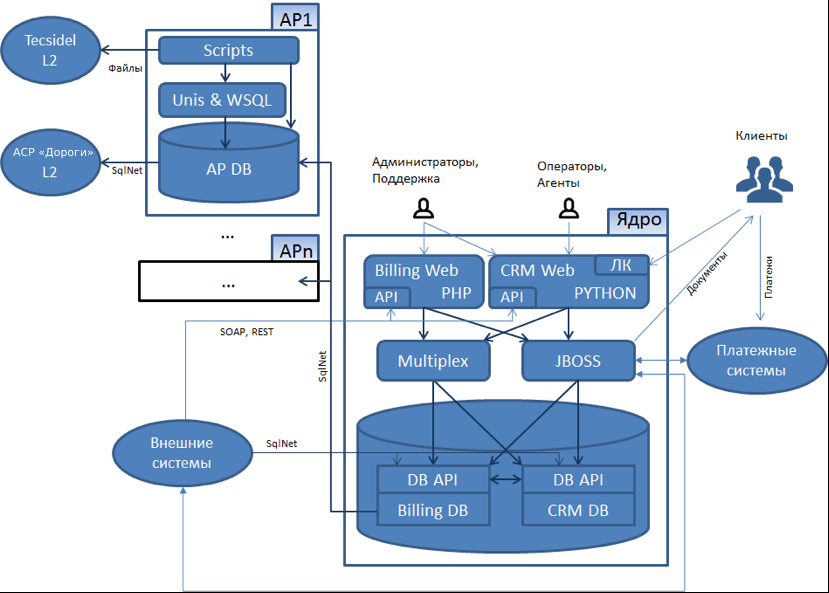 Tecsidel
L2
Файлы
АСР «Дороги»
L2
SqlNet
AP1
Scripts
Unis & WSQL
AP DB
...
APn
...
Администраторы,
Поддержка
Операторы,
Агенты
Клиенты
Ядро
Billing Web
API
PHP
CRM Web
ЛК
API
PYTHON
Документы
Платежи
SOAP, REST
SqlNet
Multiplex
JBOSS
Платежные
системы
Внешние
системы
SqlNet
DB API
Billing DB
DB API
CRM DB